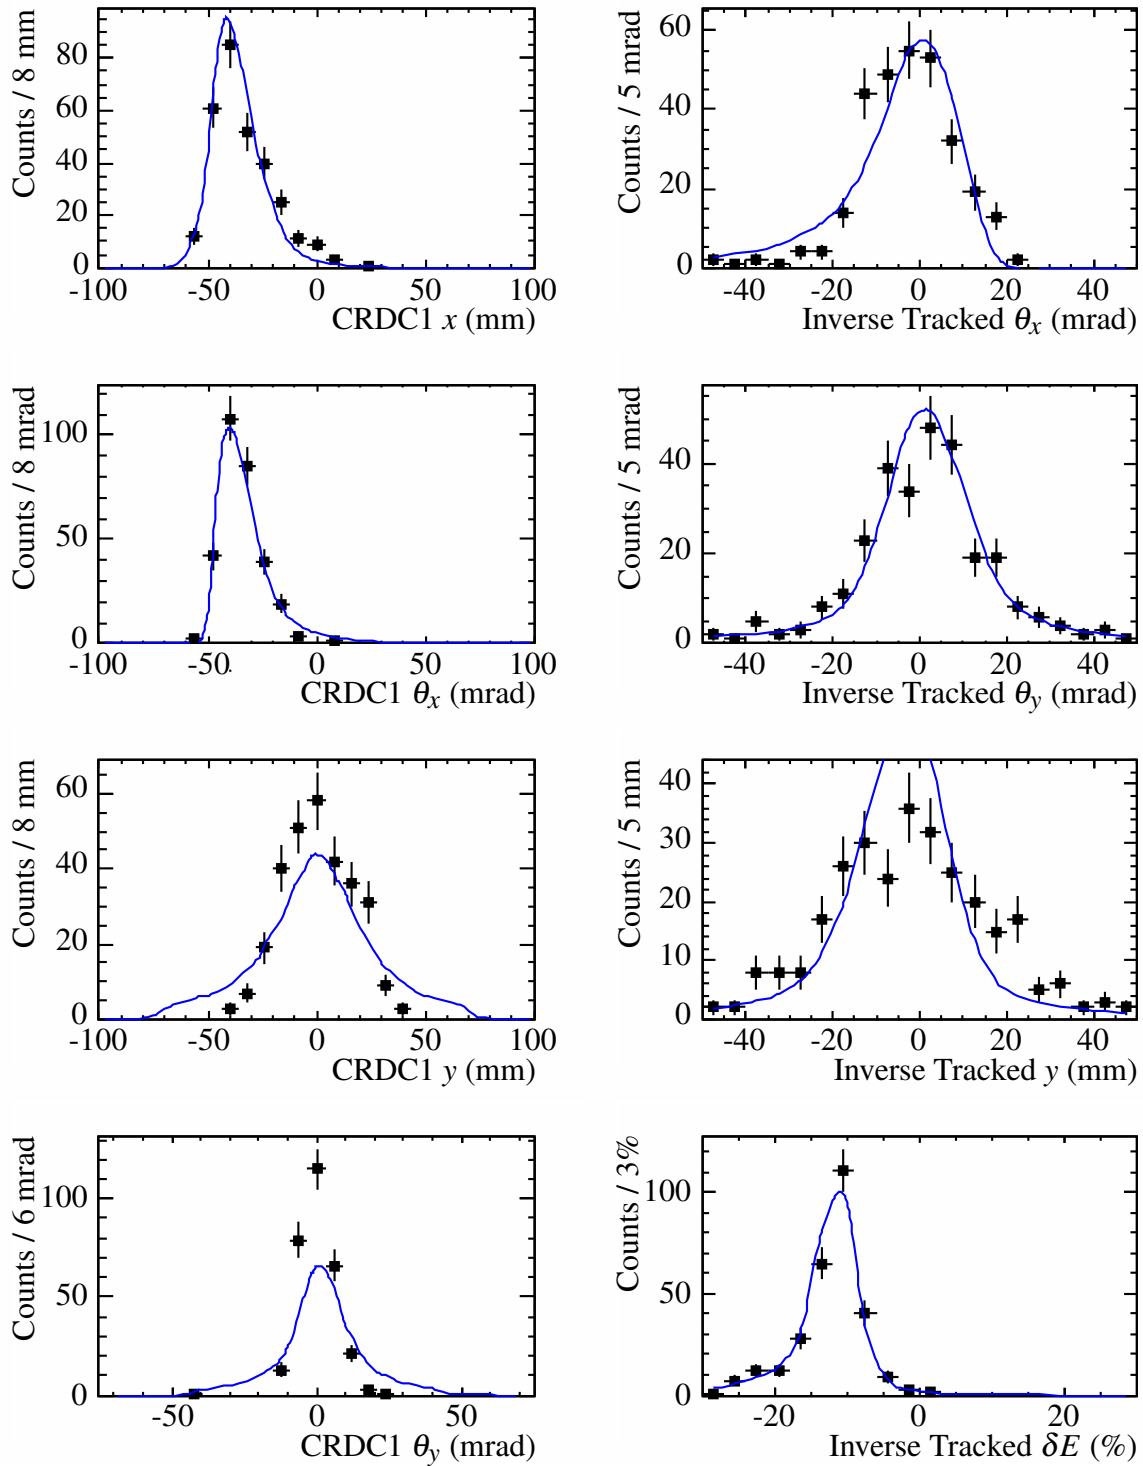 Counts / 8 mm
80
60
40
20
0
-100 -50 0 50 100
CRDC1 x (mm)
Counts / 5 mrad
60
40
20
0
-40 -20 0 20 40
Inverse Tracked θx (mrad)
Counts / 8 mrad
100
50
0
-100 -50 0 50 100
CRDC1 θx (mrad)
Counts / 5 mrad
40
20
0
-40 -20 0 20 40
Inverse Tracked θy (mrad)
Counts / 8 mm
60
40
20
0
-100 -50 0 50 100
CRDC1 y (mm)
Counts / 5 mm
40
30
20
10
0
-40 -20 0 20 40
Inverse Tracked y (mm)
Counts / 6 mrad
100
50
0
-50 0 50
CRDC1 θy (mrad)
Counts / 3%
100
50
0
-20 0 20
Inverse Tracked δE (%)